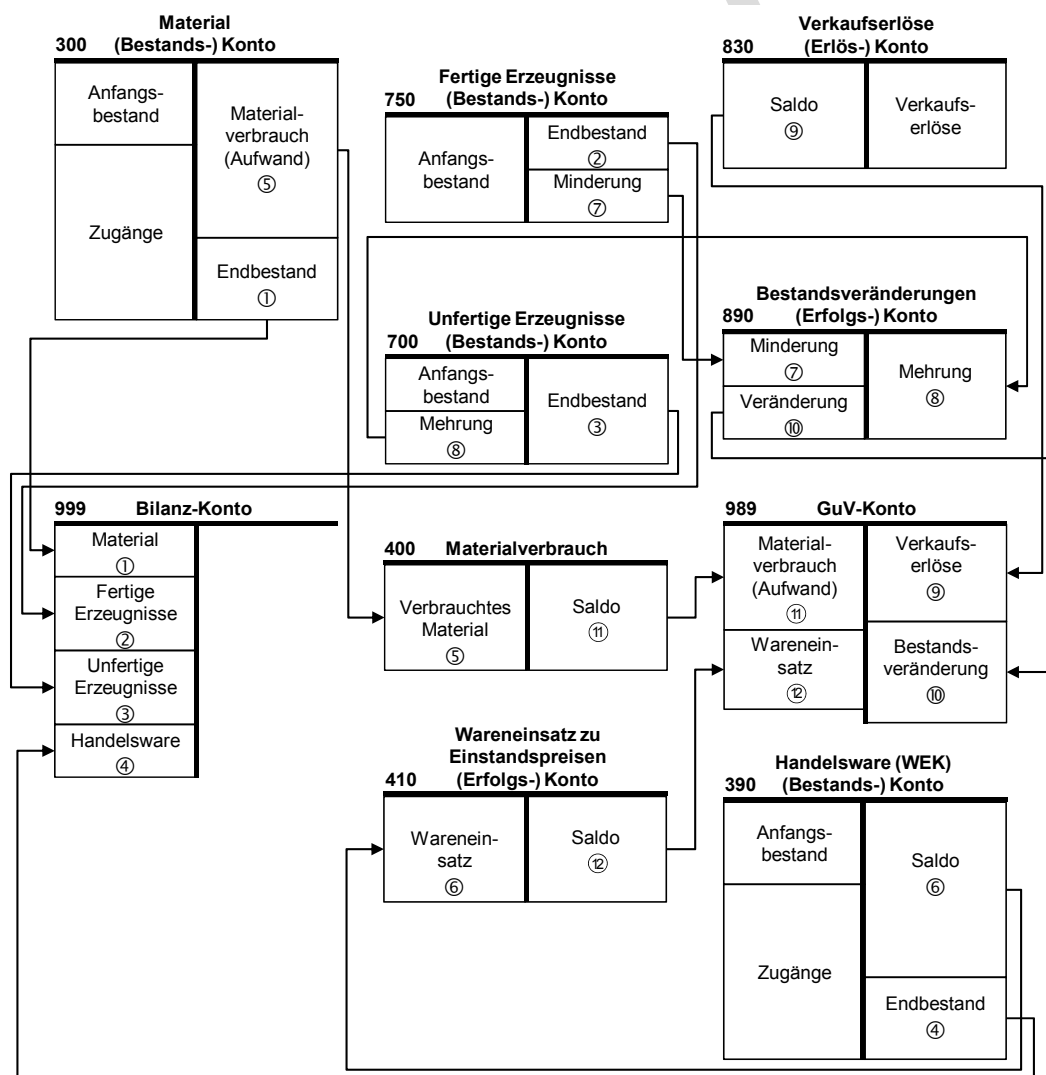 Material
300 (Bestands-) Konto
Anfangs-
bestand
Zugänge
Material-
verbrauch
(Aufwand)
⑤
Endbestand
①
Fertige Erzeugnisse
750 (Bestands-) Konto
Anfangs-
bestand
Endbestand
②
Minderung
⑦
Verkaufserlöse
830 (Erlös-) Konto
Saldo
⑨
Verkaufs-
erlöse
Unfertige Erzeugnisse
700 (Bestands-) Konto
Anfangs-
bestand
Mehrung
⑧
Endbestand
③
Bestandsveränderungen
890 (Erfolgs-) Konto
Minderung
⑦
Veränderung
⑩
Mehrung
⑧
999 Bilanz-Konto
Material
①
Fertige
Erzeugnisse
②
Unfertige
Erzeugnisse
③
Handelsware
④
400 Materialverbrauch
Verbrauchtes
Material
⑤
Saldo
⑪
989 GuV-Konto
Material-
verbrauch
(Aufwand)
⑪
Warenein-
satz
⑫
Verkaufs-
erlöse
⑨
Bestands-
veränderung
⑩
Wareneinsatz zu
Einstandspreisen
410 (Erfolgs-) Konto
Warenein-
satz
⑥
Saldo
⑫
Handelsware (WEK)
390 (Bestands-) Konto
Anfangs-
bestand
Zugänge
Saldo
⑥
Endbestand
④